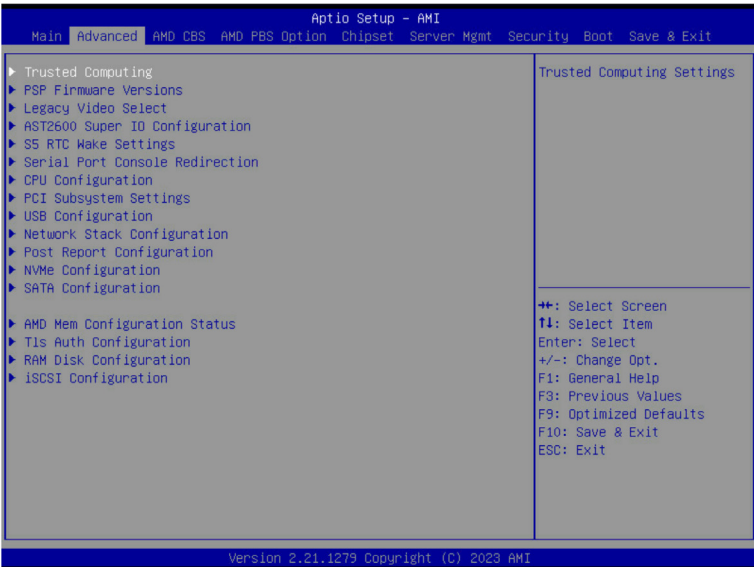 Aptio Setup – AMI
Main Advanced AMD CBS AMD PBS Option Chipset Server Mgmt Security Boot Save & Exit
Trusted Computing
PSP Firmware Versions
Legacy Video Select
AST2600 Super IO Configuration
S5 RTC Wake Settings
Serial Port Console Redirection
CPU Configuration
PCI Subsystem Settings
USB Configuration
Network Stack Configuration
Post Report Configuration
NVMe Configuration
SATA Configuration
AMD Mem Configuration Status
Tls Auth Configuration
RAM Disk Configuration
iSCSI Configuration
Trusted Computing Settings
→←: Select Screen
↑↓: Select Item
Enter: Select
+/-: Change Opt.
F1: General Help
F3: Previous Values
F9: Optimized Defaults
F10: Save & Exit
ESC: Exit
Version 2.21.1279 Copyright (C) 2023 AMI